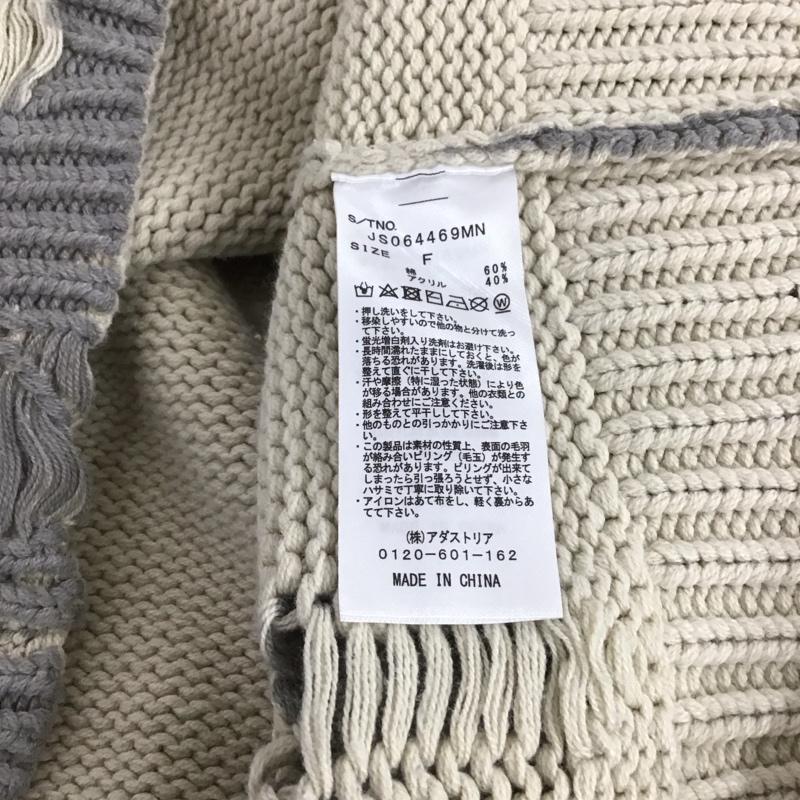 S/TNO.
JS064469MN
SIZE
F
綿 60%
アクリル 40%
W
・押し洗いをして下さい。
・移染しやすいので他の物と分けて洗っ
て下さい。
・蛍光増白剤入り洗剤はお避け下さい。
・長時間濡れたままにしておくと、色が
落ちる恐れがあります。洗濯後は形を
整えて直ぐに干して下さい。
・汗や摩擦（特に湿った状態）により色
が移る場合があります。他の衣類との
組み合わせにご注意ください。
・形を整えて平干しして下さい。
・他のものとの引っかかりにご注意下さ
い。
・この製品は素材の性質上、表面の毛羽
が絡み合いピリング（毛玉）が発生す
る恐れがあります。ピリングが出来て
しまったら引っ張ろうとせず、小さな
ハサミで丁寧に取り除いて下さい。
・アイロンはあて布をし、軽く裏からあ
てて下さい。
(株)アダストリア
0120-601-162
MADE IN CHINA